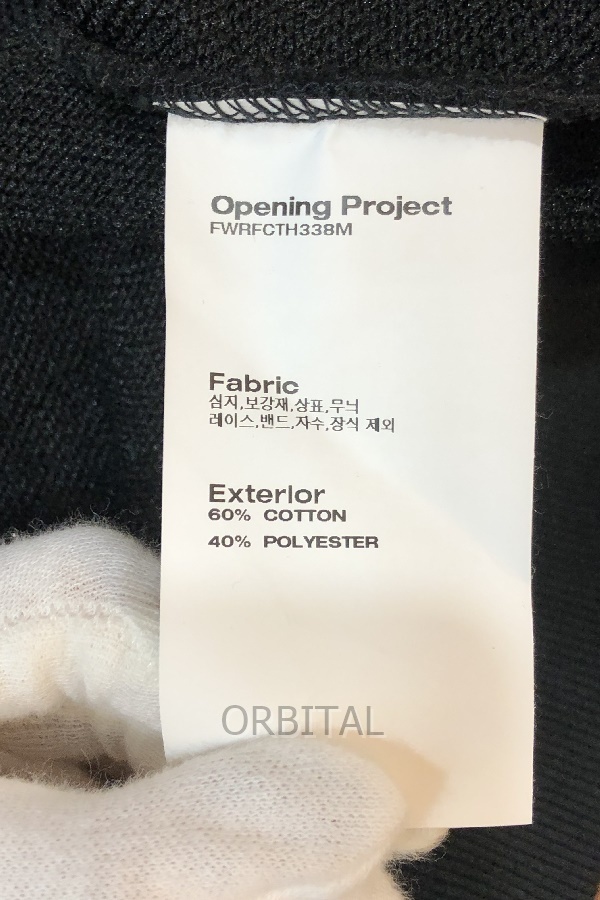 Opening Project
FWRFCTH338M
Fabric
심지,보강재,상표,무늬
레이스,밴드,자수,장식 제외
Exterior
60% COTTON
40% POLYESTER
ORBITAL